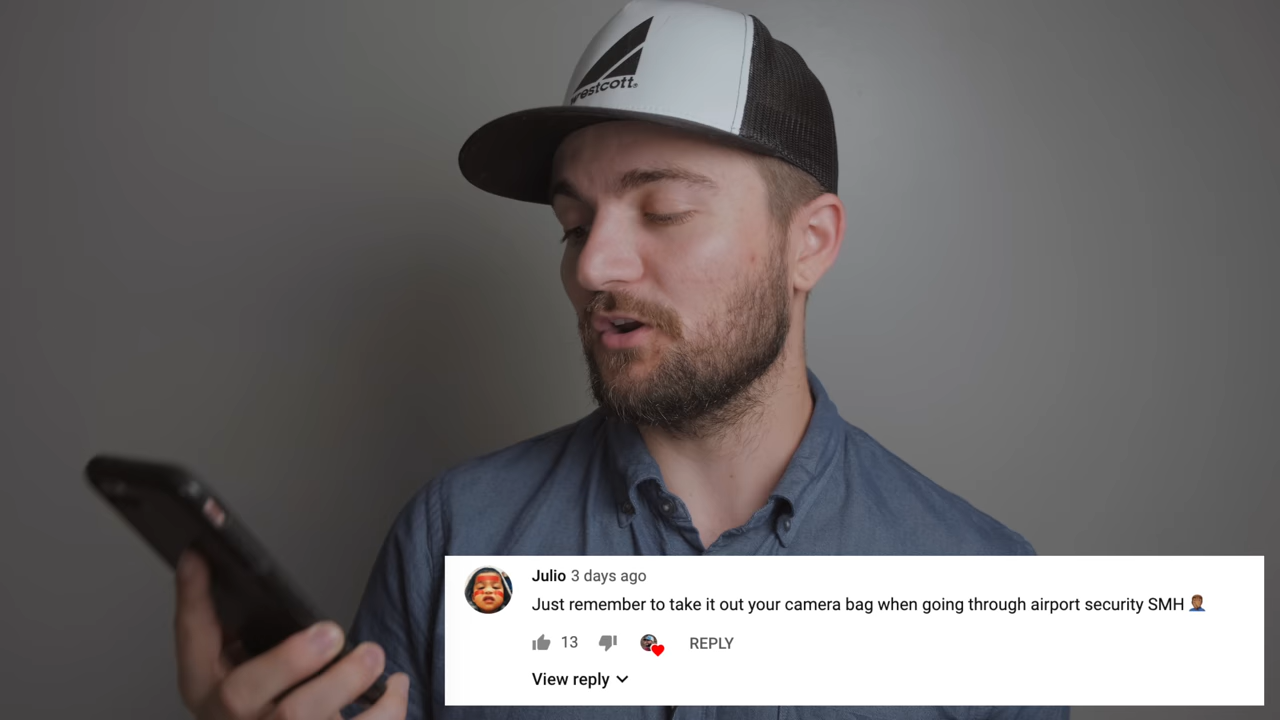 Westcott
Julio 3 days ago
Just remember to take it out your camera bag when going through airport security SMH 🤦🏾‍♂️
13
REPLY
View reply